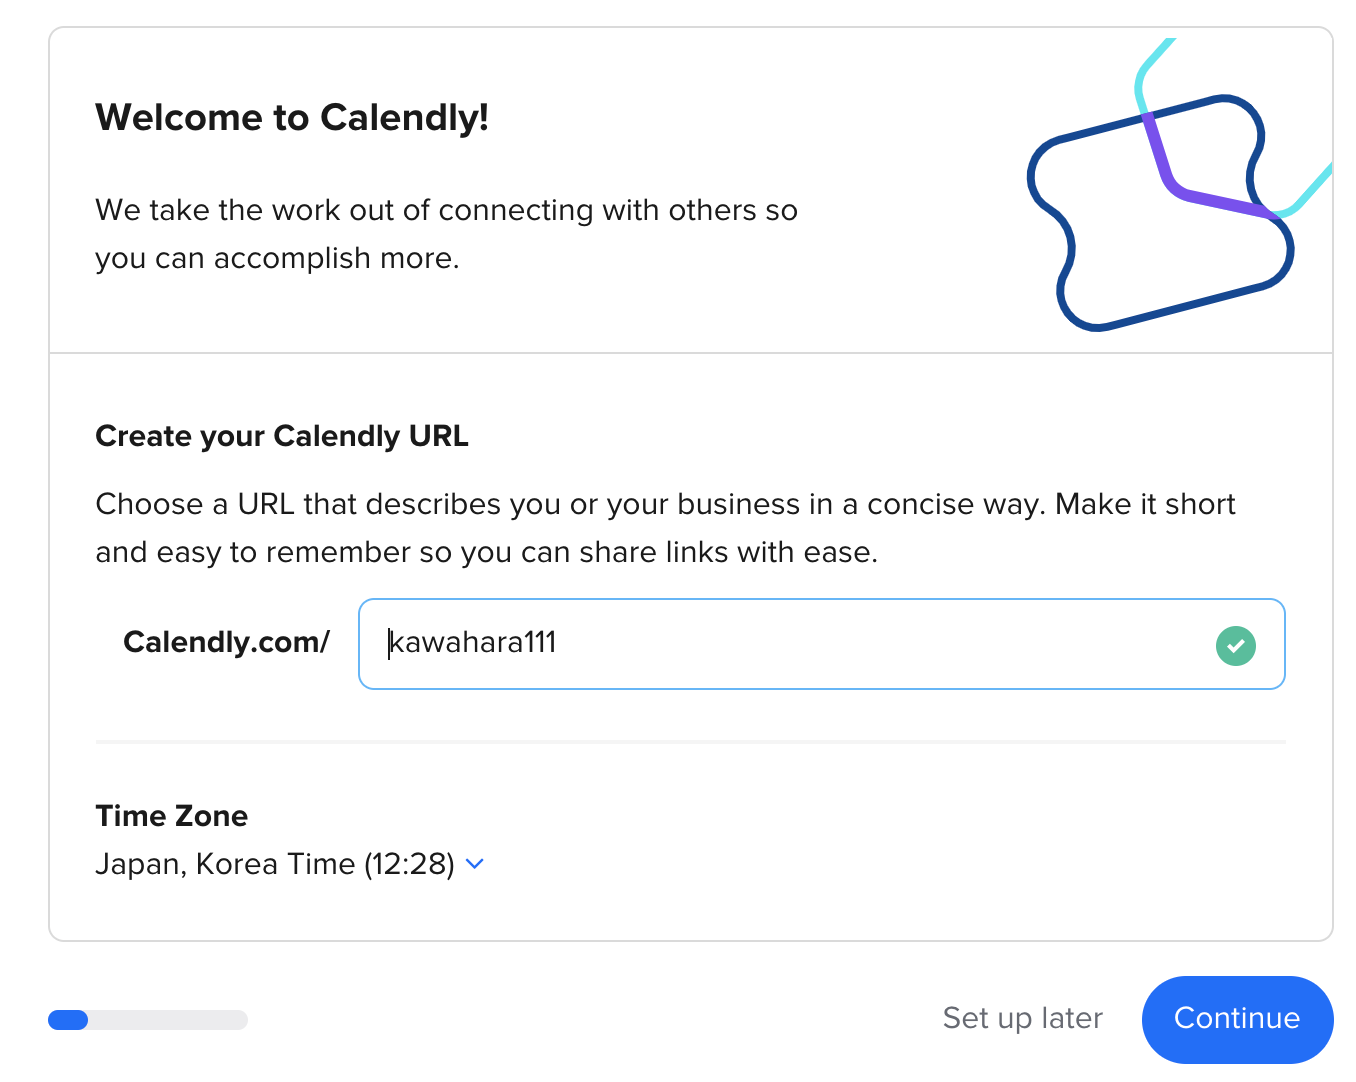 Welcome to Calendly!
We take the work out of connecting with others so
you can accomplish more.
Create your Calendly URL
Choose a URL that describes you or your business in a concise way. Make it short
and easy to remember so you can share links with ease.
Calendly.com/ kawahara111
Time Zone
Japan, Korea Time (12:28)
Set up later Continue